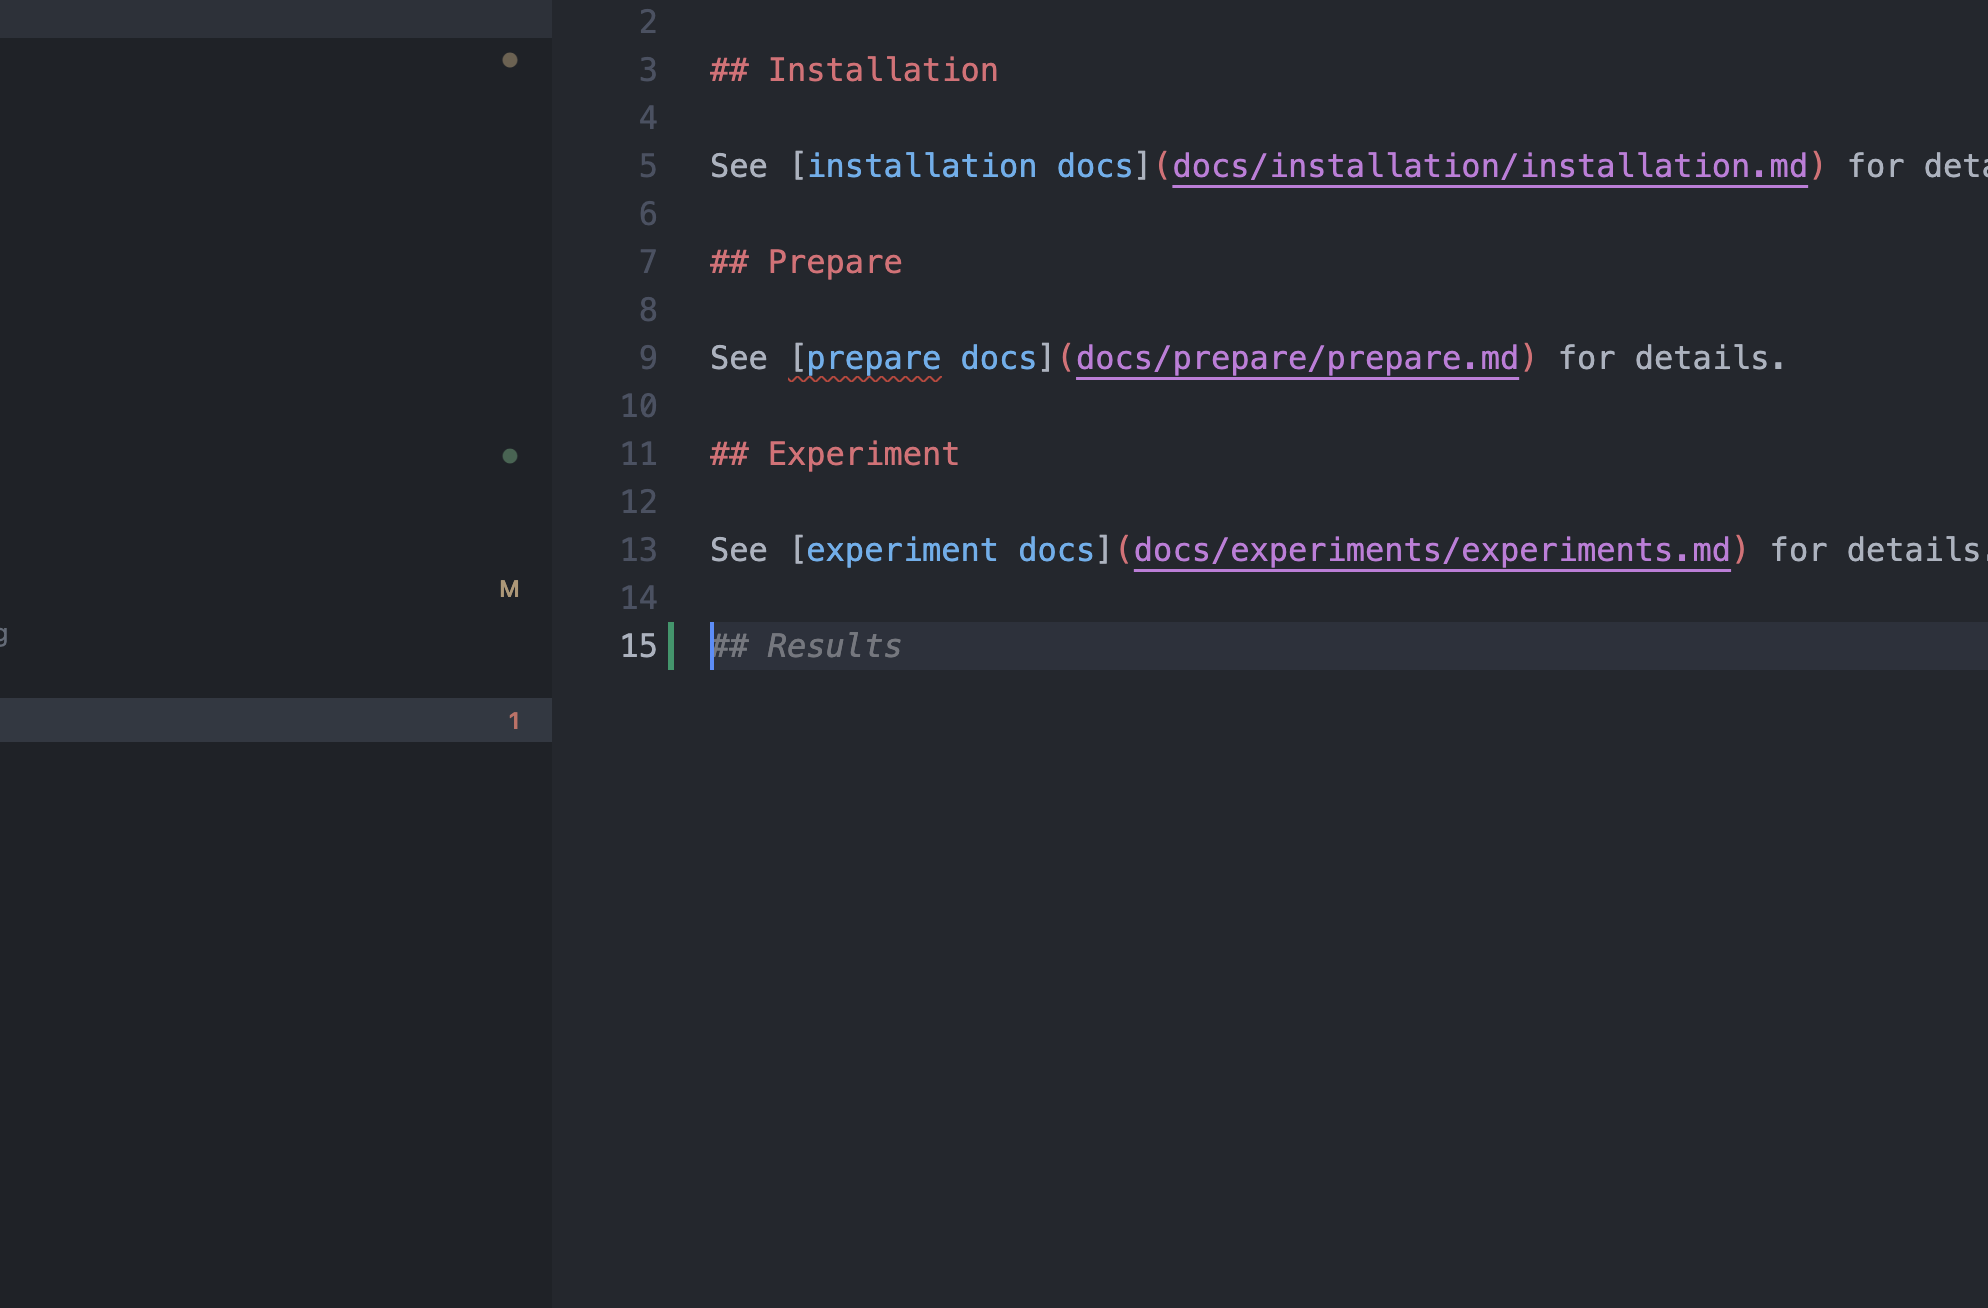 2
3 ## Installation
4
5 See [installation docs](docs/installation/installation.md) for
6
7 ## Prepare
8
9 See [prepare docs](docs/prepare/prepare.md) for details.
10
11 ## Experiment
12
13 See [experiment docs](docs/experiments/experiments.md) for details.
14
M
g
15 ## Results
1